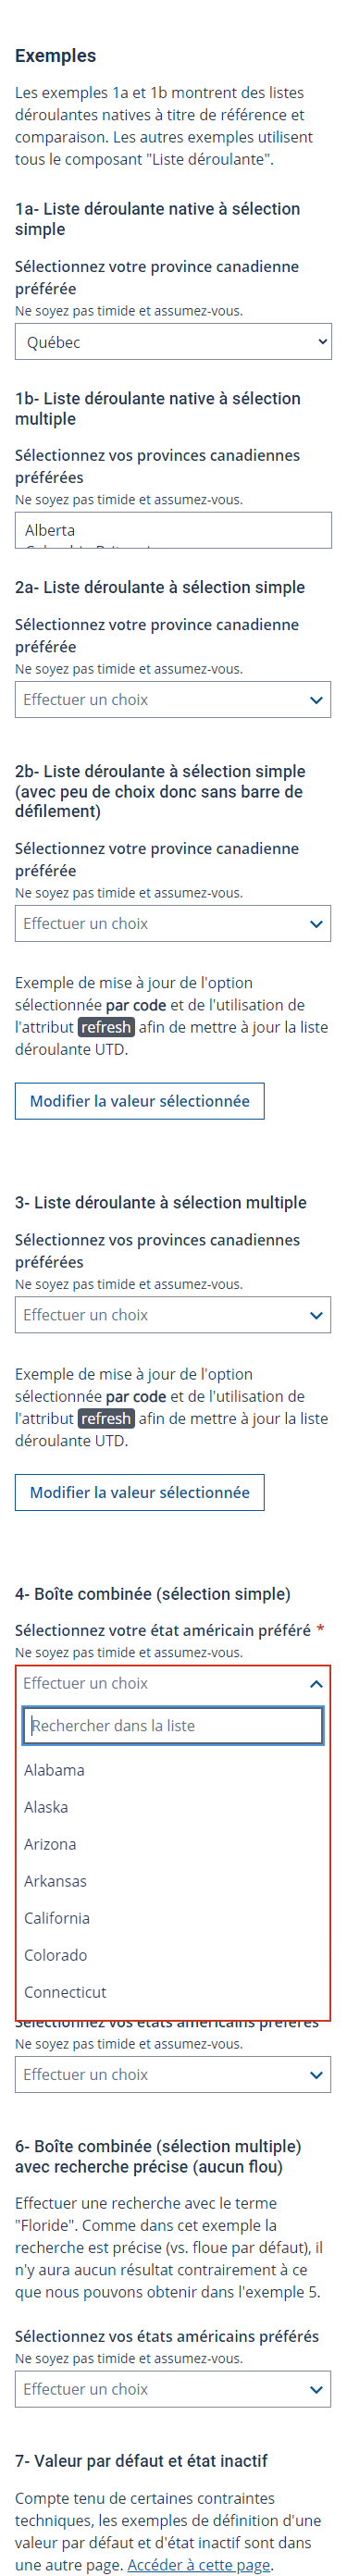 Exemples
Les exemples 1a et 1b montrent des listes
déroulantes natives à titre de référence et
comparaison. Les autres exemples utilisent
tous le composant "Liste déroulante".
1a- Liste déroulante native à sélection
simple
Sélectionnez votre province canadienne
préférée
Ne soyez pas timide et assumez-vous.
Québec
1b- Liste déroulante native à sélection
multiple
Sélectionnez vos provinces canadiennes
préférées
Ne soyez pas timide et assumez-vous.
Alberta
2a- Liste déroulante à sélection simple
Sélectionnez votre province canadienne
préférée
Ne soyez pas timide et assumez-vous.
Effectuer un choix
2b- Liste déroulante à sélection simple
(avec peu de choix donc sans barre de
défilement)
Sélectionnez votre province canadienne
préférée
Ne soyez pas timide et assumez-vous.
Effectuer un choix
Exemple de mise à jour de l'option
sélectionnée par code et de l'utilisation de
l'attribut refresh afin de mettre à jour la liste
déroulante UTD.
Modifier la valeur sélectionnée
3- Liste déroulante à sélection multiple
Sélectionnez vos provinces canadiennes
préférées
Ne soyez pas timide et assumez-vous.
Effectuer un choix
Exemple de mise à jour de l'option
sélectionnée par code et de l'utilisation de
l'attribut refresh afin de mettre à jour la liste
déroulante UTD.
Modifier la valeur sélectionnée
4- Boîte combinée (sélection simple)
Sélectionnez votre état américain préféré *
Ne soyez pas timide et assumez-vous.
Effectuer un choix
Rechercher dans la liste
Alabama
Alaska
Arizona
Arkansas
California
Colorado
Connecticut
Sélectionnez vos états américains préférés
Ne soyez pas timide et assumez-vous.
Effectuer un choix
6- Boîte combinée (sélection multiple)
avec recherche précise (aucun flou)
Effectuer une recherche avec le terme
"Floride". Comme dans cet exemple la
recherche est précise (vs. floue par défaut), il
n'y aura aucun résultat contrairement à ce
que nous pouvons obtenir dans l'exemple 5.
Sélectionnez vos états américains préférés
Ne soyez pas timide et assumez-vous.
Effectuer un choix
7- Valeur par défaut et état inactif
Compte tenu de certaines contraintes
techniques, les exemples de définition d'une
valeur par défaut et d'état inactif sont dans
une autre page. Accéder à cette page.